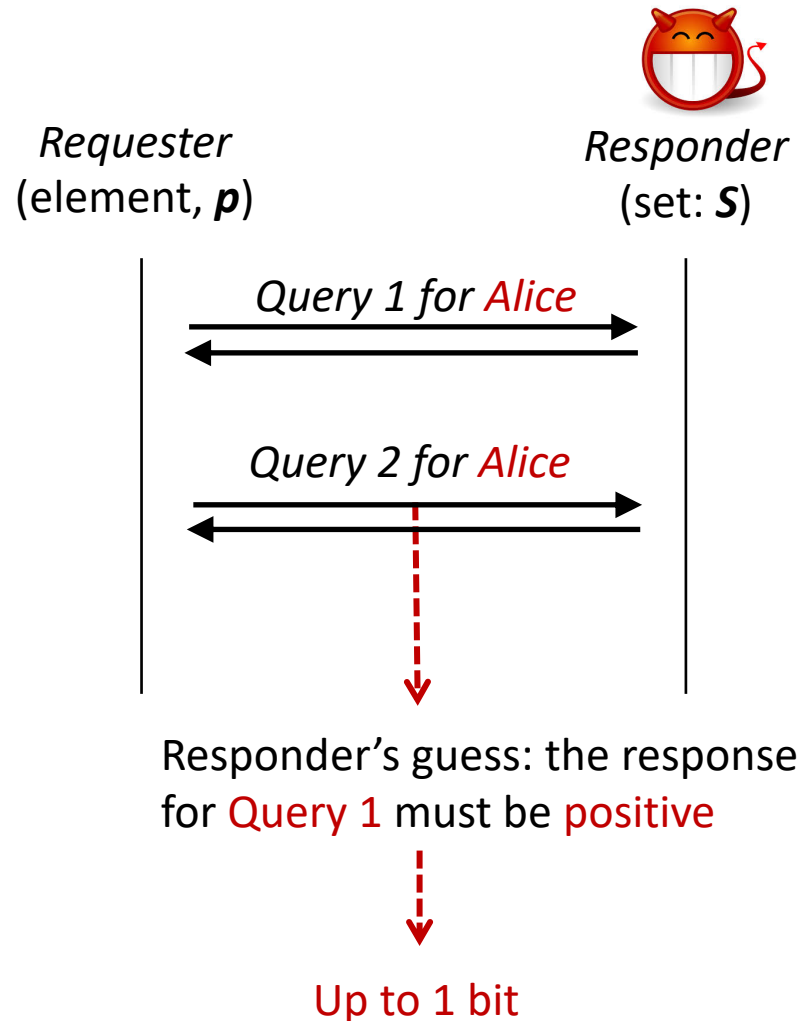 Requester
(element, p)
Responder
(set: S)
Query 1 for Alice
Query 2 for Alice
Responder’s guess: the response
for Query 1 must be positive
Up to 1 bit